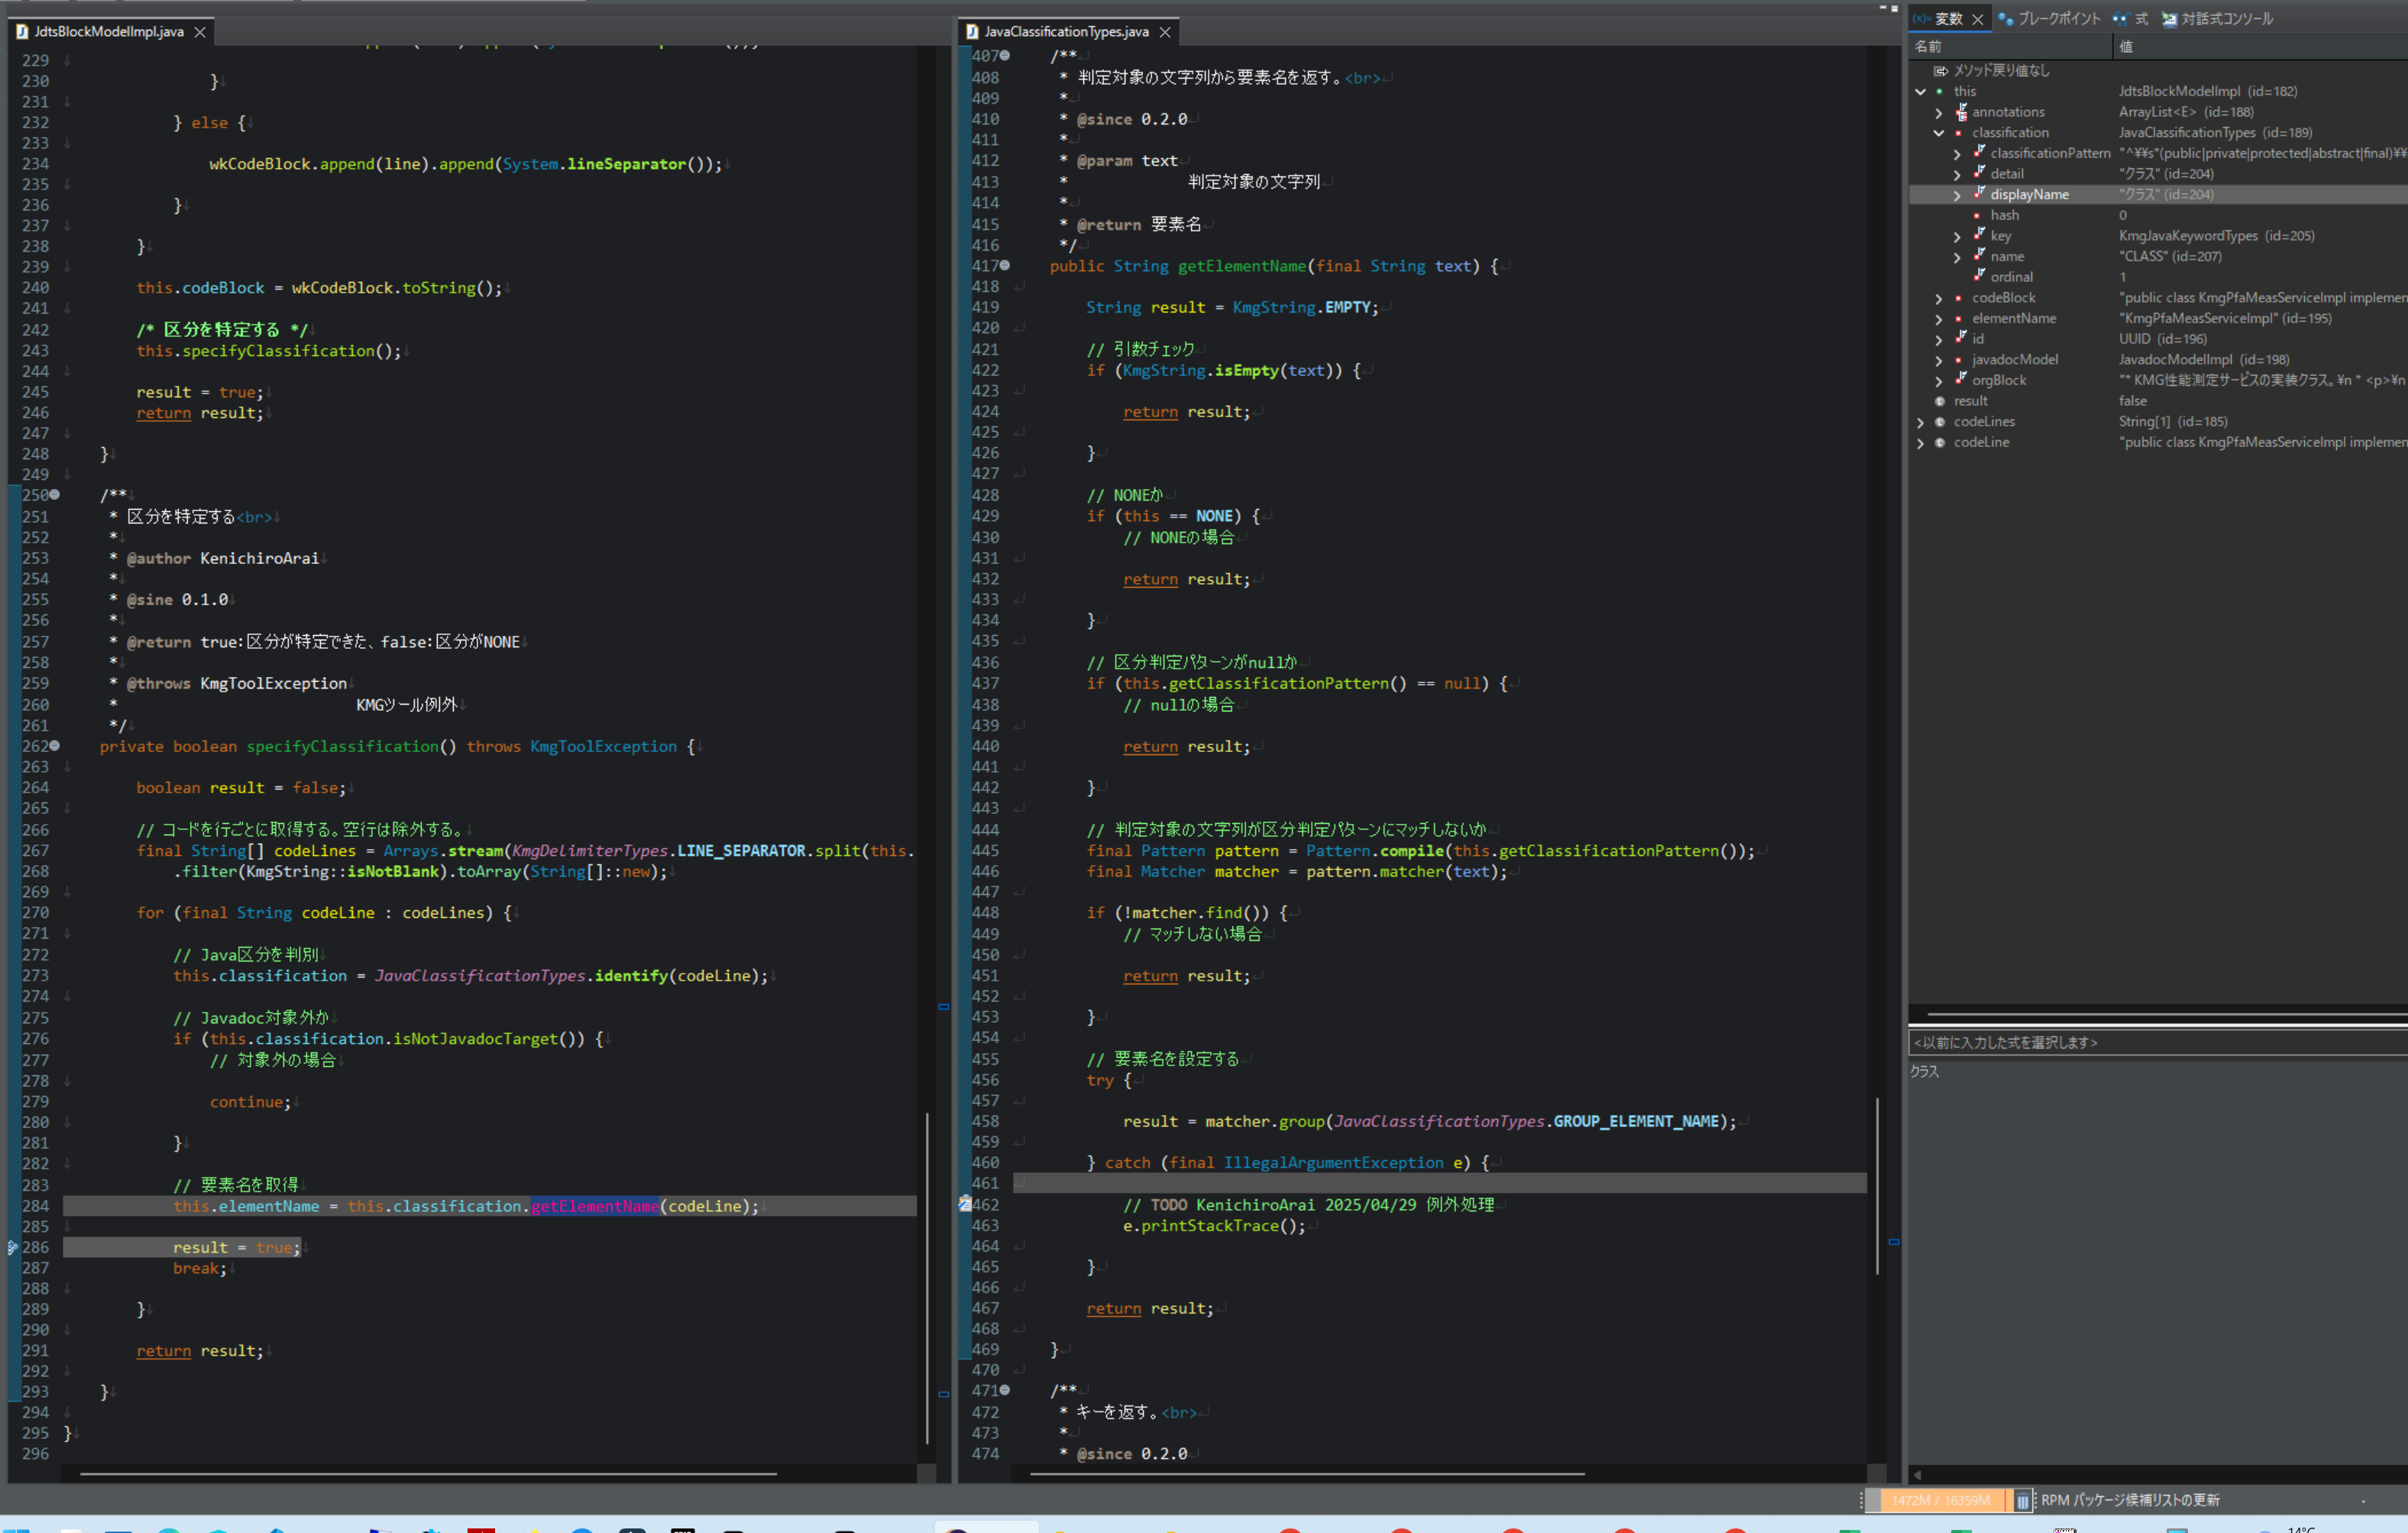 JdtsBlockModelImpl.java
229
230 }
231
232 } else {
233
234 wkCodeBlock.append(line).append(System.lineSeparator());
235
236 }
237
238 }
239
240 this.codeBlock = wkCodeBlock.toString();
241
242 /* 区分を特定する */
243 this.specifyClassification();
244
245 result = true;
246 return result;
247
248 }
249
250 /**
251 * 区分を特定する<br>
252 *
253 * @author KenichiroArai
254 *
255 * @sine 0.1.0
256 *
257 * @return true:区分が特定できた、false:区分がNONE
258 *
259 * @throws KmgToolException
260 * KMGツール例外
261 */
262 private boolean specifyClassification() throws KmgToolException {
263
264 boolean result = false;
265
266 // コードを行ごとに取得する。空行は除外する。
267 final String[] codeLines = Arrays.stream(KmgDelimiterTypes.LINE_SEPARATOR.split(this.
268 .filter(KmgString::isNotBlank).toArray(String[]::new);
269
270 for (final String codeLine : codeLines) {
271
272 // Java区分を判別
273 this.classification = JavaClassificationTypes.identify(codeLine);
274
275 // Javadoc対象外か
276 if (this.classification.isNotJavadocTarget()) {
277 // 対象外の場合
278
279 continue;
280
281 }
282
283 // 要素名を取得
284 this.elementName = this.classification.getElementName(codeLine);
285
286 result = true;
287 break;
288
289 }
290
291 return result;
292
293 }
294
295 }
296
JavaClassificationTypes.java
407 /**
408 * 判定対象の文字列から要素名を返す。<br>
409 *
410 * @since 0.2.0
411 *
412 * @param text
413 * 判定対象の文字列
414 *
415 * @return 要素名
416 */
417 public String getElementName(final String text) {
418
419 String result = KmgString.EMPTY;
420
421 // 引数チェック
422 if (KmgString.isEmpty(text)) {
423
424 return result;
425
426 }
427
428 // NONEか
429 if (this == NONE) {
430 // NONEの場合
431
432 return result;
433
434 }
435
436 // 区分判定パターンがnullか
437 if (this.getClassificationPattern() == null) {
438 // nullの場合
439
440 return result;
441
442 }
443
444 // 判定対象の文字列が区分判定パターンにマッチしないか
445 final Pattern pattern = Pattern.compile(this.getClassificationPattern());
446 final Matcher matcher = pattern.matcher(text);
447
448 if (!matcher.find()) {
449 // マッチしない場合
450
451 return result;
452
453 }
454
455 // 要素名を設定する
456 try {
457
458 result = matcher.group(JavaClassificationTypes.GROUP_ELEMENT_NAME);
459
460 } catch (final IllegalArgumentException e) {
461
462 // TODO KenichiroArai 2025/04/29 例外処理
463 e.printStackTrace();
464
465 }
466
467 return result;
468
469 }
470
471 /**
472 * キーを返す。<br>
473 *
474 * @since 0.2.0
(x)= 変数 ブレークポイント 式 対話式コンソール
名前 値
メソッド戻り値なし
this JdtsBlockModelImpl (id=182)
annotations ArrayList<E> (id=188)
classification JavaClassificationTypes (id=189)
classificationPattern "^¥¥s*(public|private|protected|abstract|final)¥¥
detail "クラス" (id=204)
displayName "クラス" (id=204)
hash 0
key KmgJavaKeywordTypes (id=205)
name "CLASS" (id=207)
ordinal 1
codeBlock "public class KmgPfaMeasServiceImpl implemen
elementName "KmgPfaMeasServiceImpl" (id=195)
id UUID (id=196)
javadocModel JavadocModelImpl (id=198)
orgBlock "* KMG性能測定サービスの実装クラス。¥n * <p>¥n
result false
codeLines String[1] (id=185)
codeLine "public class KmgPfaMeasServiceImpl implemen
<以前に入力した式を選択します>
クラス
1472M / 16359M RPM パッケージ候補リストの更新
14°C